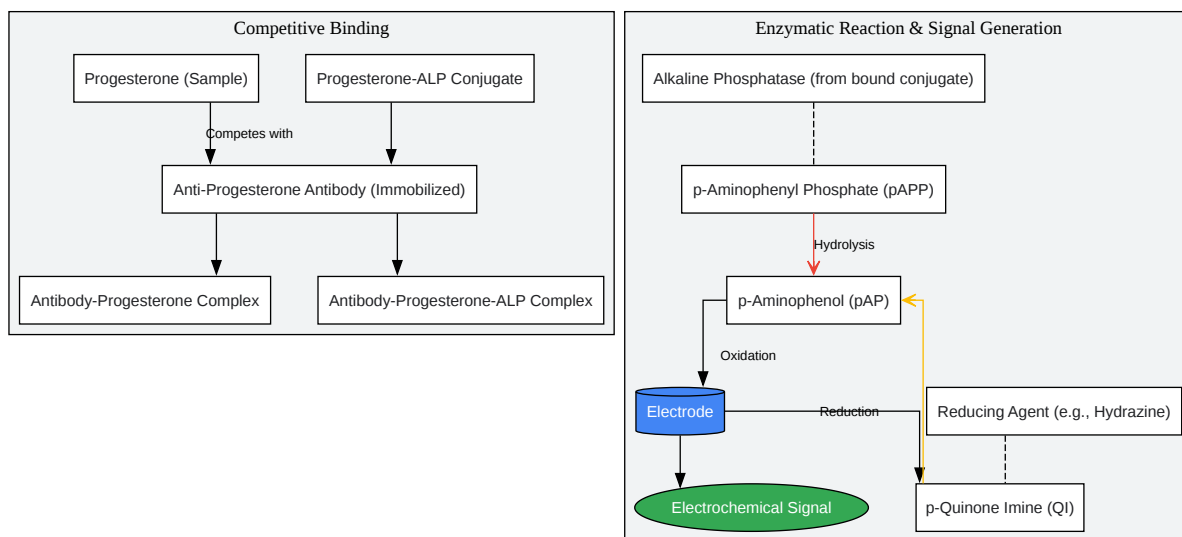 Competitive Binding
Progesterone (Sample)
Progesterone-ALP Conjugate
Competes with
Anti-Progesterone Antibody (Immobilized)
Antibody-Progesterone Complex
Antibody-Progesterone-ALP Complex
Enzymatic Reaction & Signal Generation
Alkaline Phosphatase (from bound conjugate)
p-Aminophenyl Phosphate (pAPP)
Hydrolysis
p-Aminophenol (pAP)
Oxidation
Electrode
Reduction
Reducing Agent (e.g., Hydrazine)
Electrochemical Signal
p-Quinone Imine (QI)